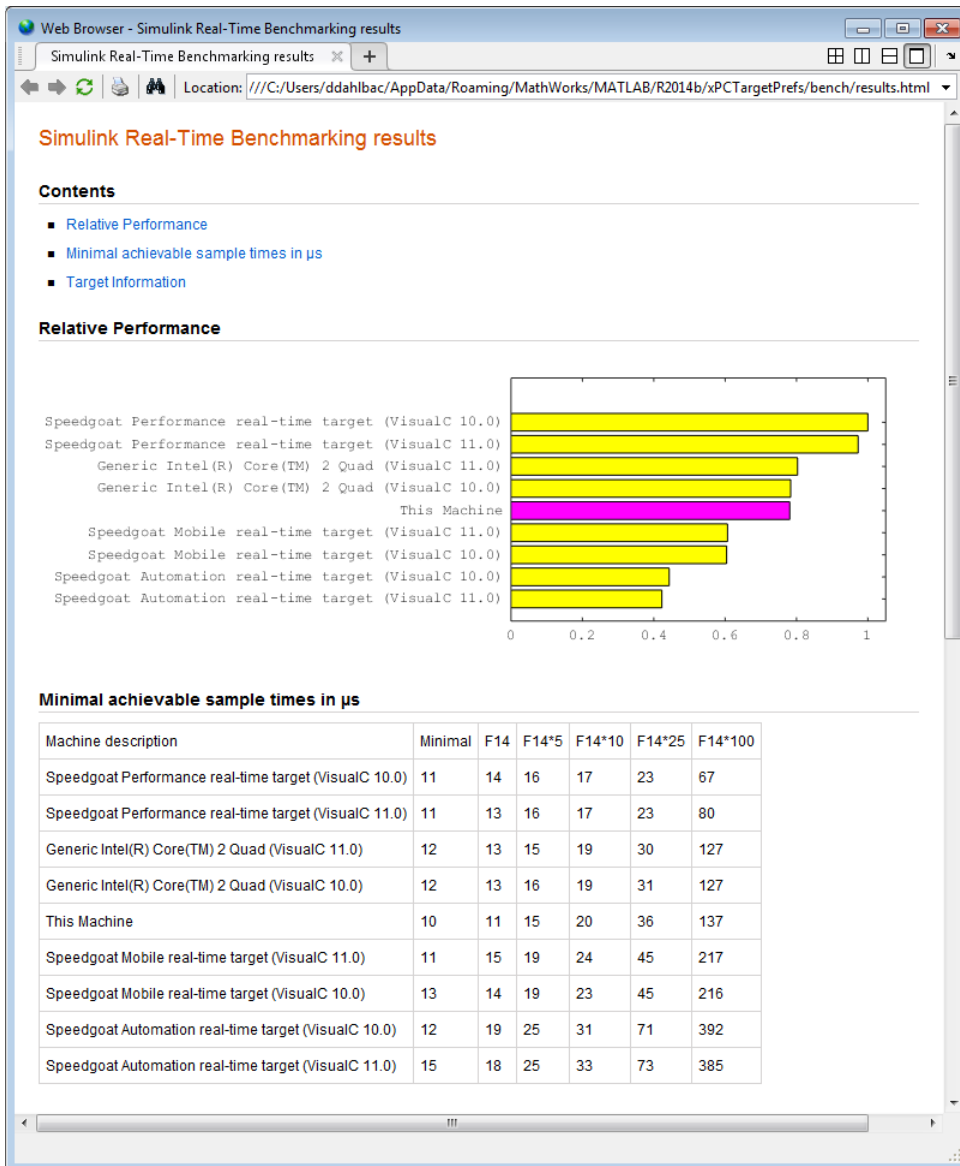 Web Browser - Simulink Real-Time Benchmarking results
Simulink Real-Time Benchmarking results
Location: ///C:/Users/ddahlbac/AppData/Roaming/MathWorks/MATLAB/R2014b/xPCTargetPrefs/bench/results.html
Simulink Real-Time Benchmarking results
Contents
Relative Performance
Minimal achievable sample times in µs
Target Information
Relative Performance
Speedgoat Performance real-time target (VisualC 10.0)
Speedgoat Performance real-time target (VisualC 11.0)
Generic Intel(R) Core(TM) 2 Quad (VisualC 11.0)
Generic Intel(R) Core(TM) 2 Quad (VisualC 10.0)
This Machine
Speedgoat Mobile real-time target (VisualC 11.0)
Speedgoat Mobile real-time target (VisualC 10.0)
Speedgoat Automation real-time target (VisualC 10.0)
Speedgoat Automation real-time target (VisualC 11.0)
0 0.2 0.4 0.6 0.8 1
Minimal achievable sample times in µs
Machine description Minimal F14 F14*5 F14*10 F14*25 F14*100
Speedgoat Performance real-time target (VisualC 10.0) 11 14 16 17 23 67
Speedgoat Performance real-time target (VisualC 11.0) 11 13 16 17 23 80
Generic Intel(R) Core(TM) 2 Quad (VisualC 11.0) 12 13 15 19 30 127
Generic Intel(R) Core(TM) 2 Quad (VisualC 10.0) 12 13 16 19 31 127
This Machine 10 11 15 20 36 137
Speedgoat Mobile real-time target (VisualC 11.0) 11 15 19 24 45 217
Speedgoat Mobile real-time target (VisualC 10.0) 13 14 19 23 45 216
Speedgoat Automation real-time target (VisualC 10.0) 12 19 25 31 71 392
Speedgoat Automation real-time target (VisualC 11.0) 15 18 25 33 73 385